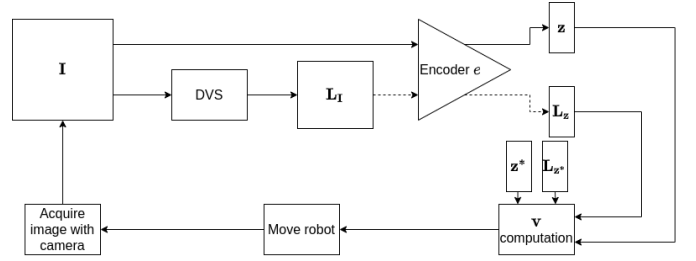 I
DVS
L_I
Encoder e
z
L_z
z*
L_z*
v
computation
Move robot
Acquire
image with
camera